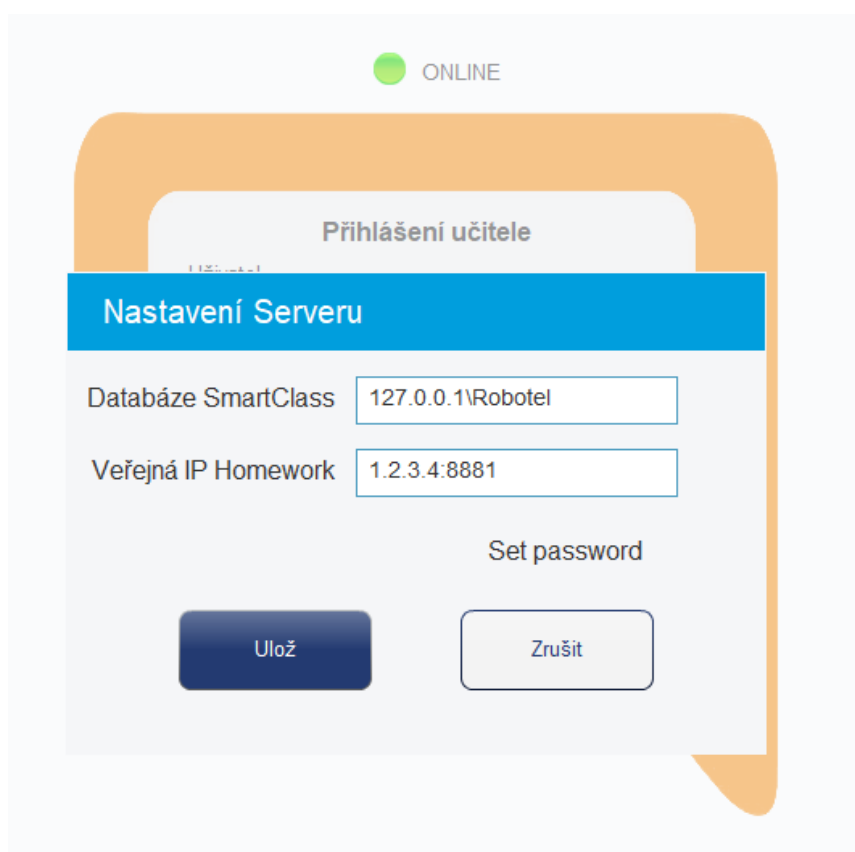 ONLINE
Přihlášení učitele
Nastavení Serveru
Databáze SmartClass 127.0.0.1\Robotel
Veřejná IP Homework 1.2.3.4:8881
Set password
Ulož Zrušit